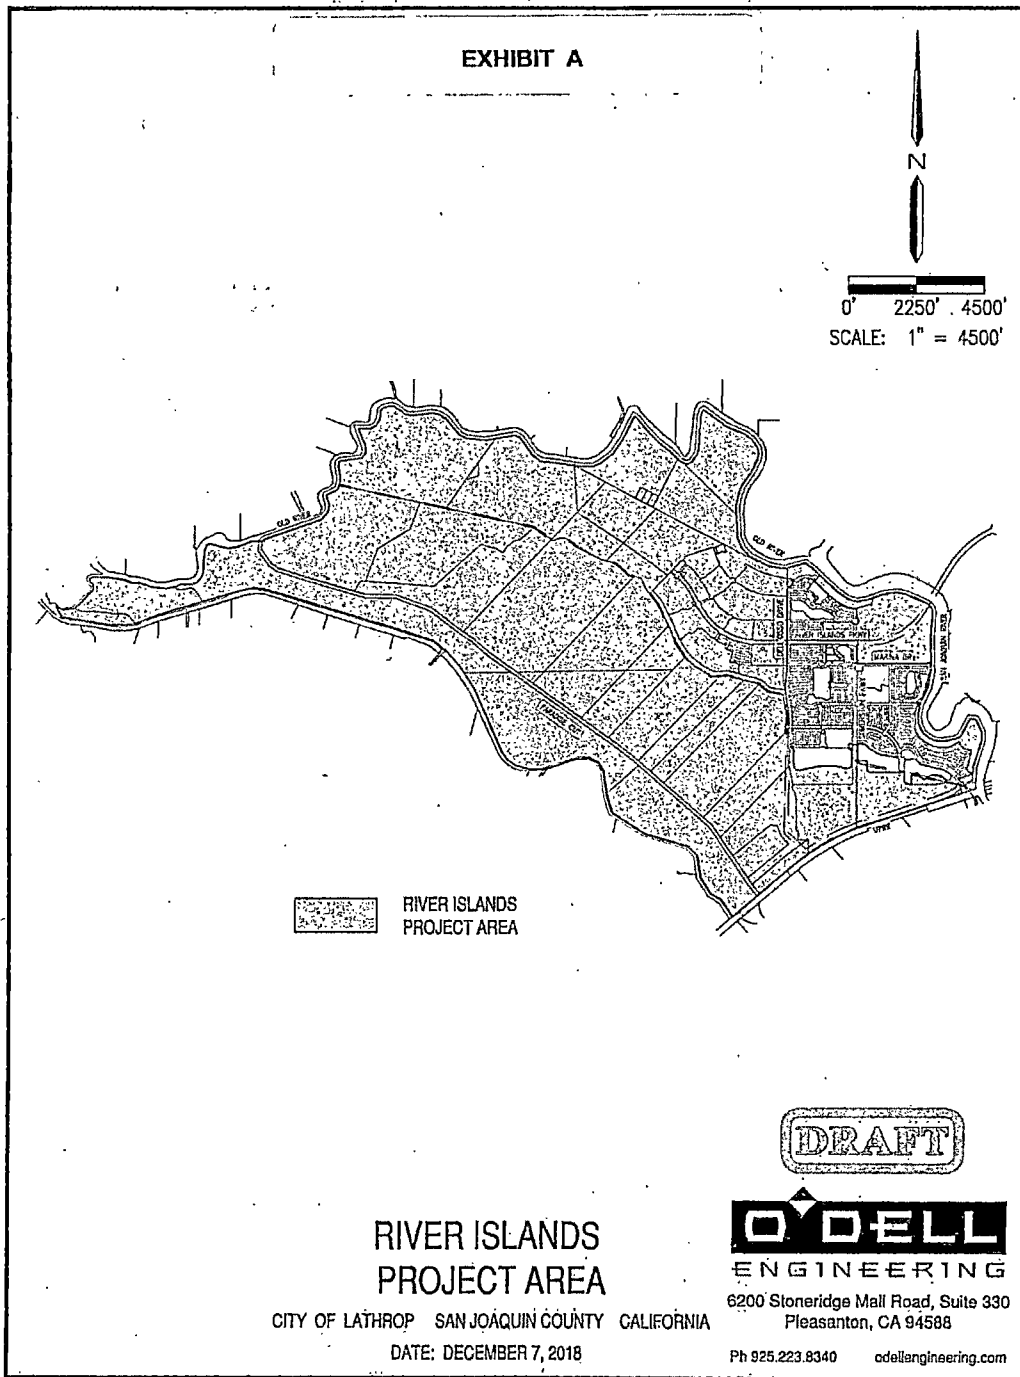 EXHIBIT A
N
0' 2250' 4500'
SCALE: 1" = 4500'
OLD RIVER
OLD RIVER
RIVER ISLANDS PKWY
PARADISE CUT
SAN JOAQUIN RIVER
RIVER ISLANDS
PROJECT AREA
DRAFT
O'DELL
ENGINEERING
6200 Stoneridge Mall Road, Suite 330
Pleasanton, CA 94588
Ph 925.223.8340 odellengineering.com
RIVER ISLANDS
PROJECT AREA
CITY OF LATHROP SAN JOAQUIN COUNTY CALIFORNIA
DATE: DECEMBER 7, 2018